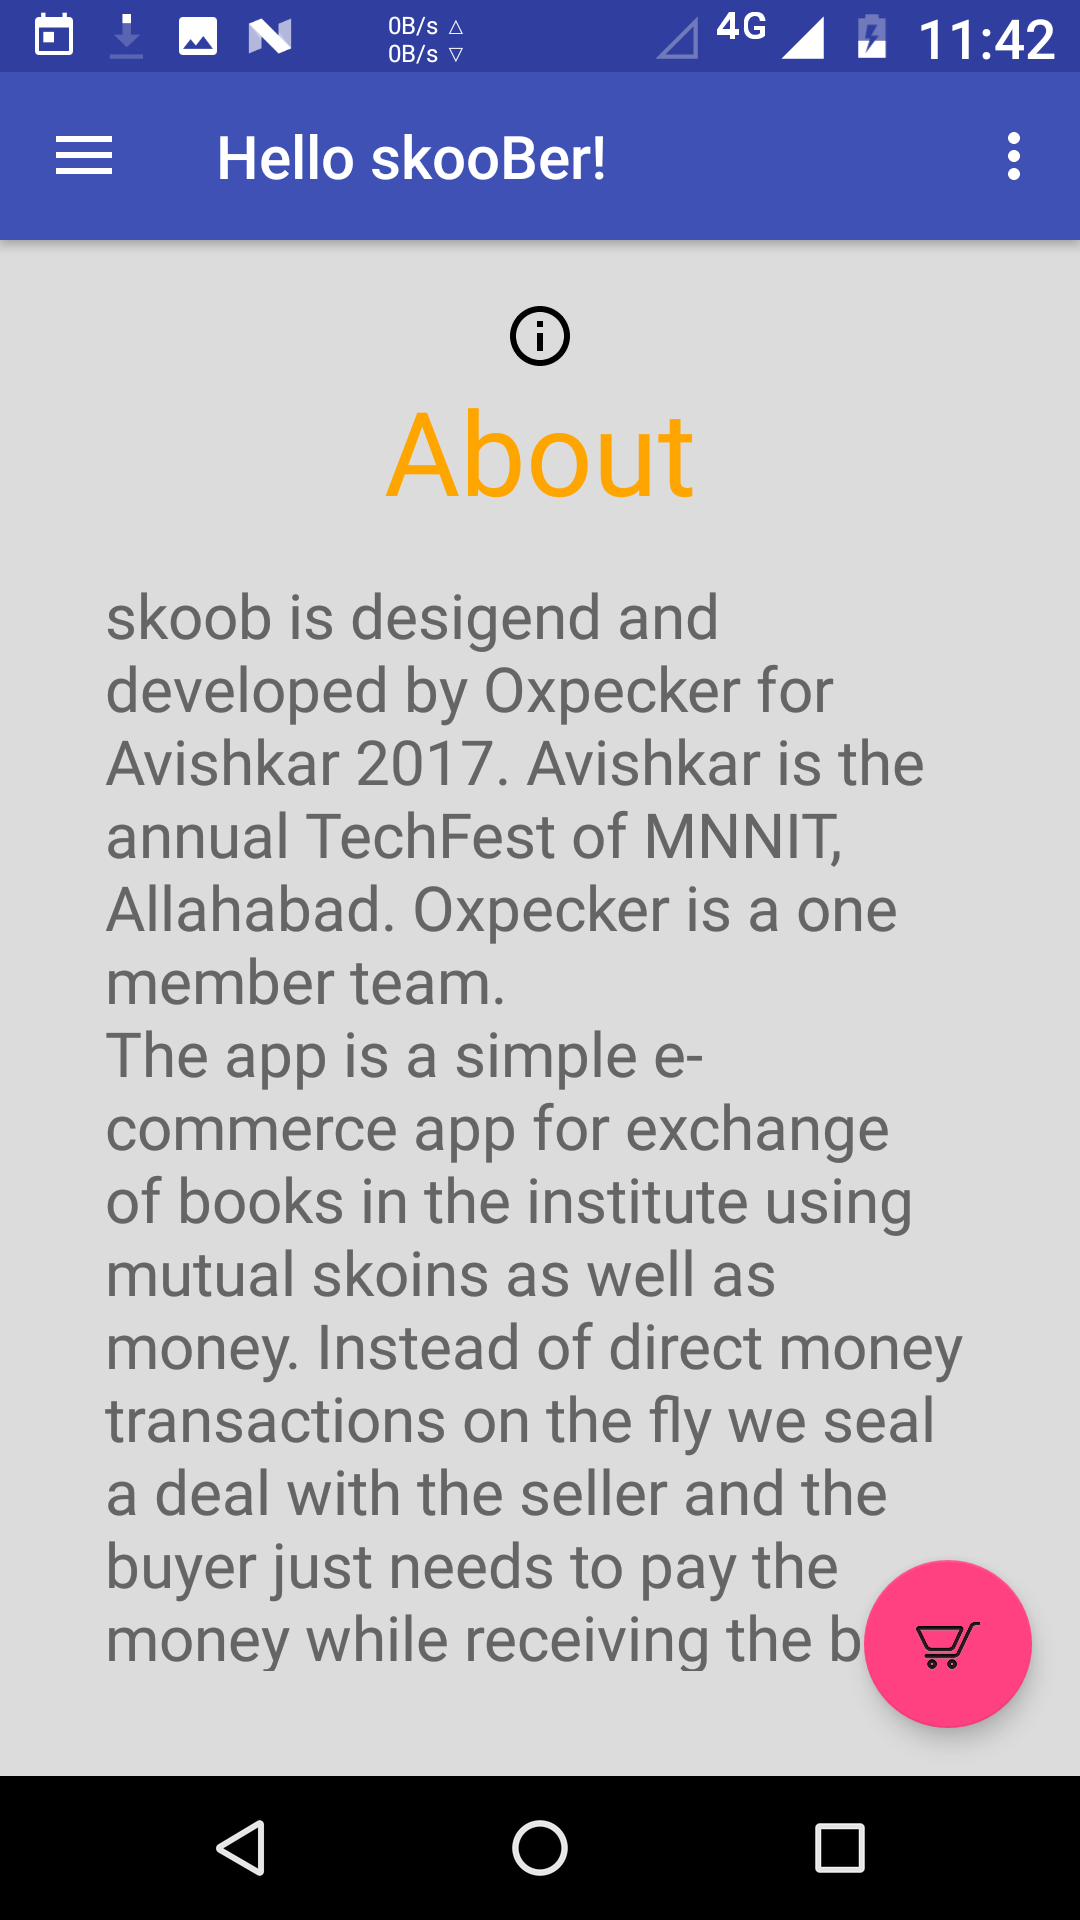 0B/s △
0B/s ▽
4G
11:42
Hello skooBer!
About
skoob is desigend and
developed by Oxpecker for
Avishkar 2017. Avishkar is the
annual TechFest of MNNIT,
Allahabad. Oxpecker is a one
member team.
The app is a simple e-
commerce app for exchange
of books in the institute using
mutual skoins as well as
money. Instead of direct money
transactions on the fly we seal
a deal with the seller and the
buyer just needs to pay the
money while receiving the b